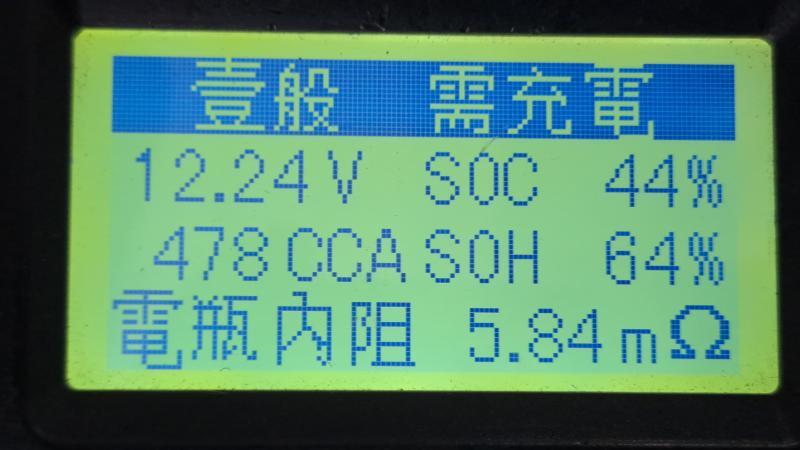 壹般 需充電
12.24V SOC 44%
478CCA SOH 64%
電瓶內阻 5.84mΩ